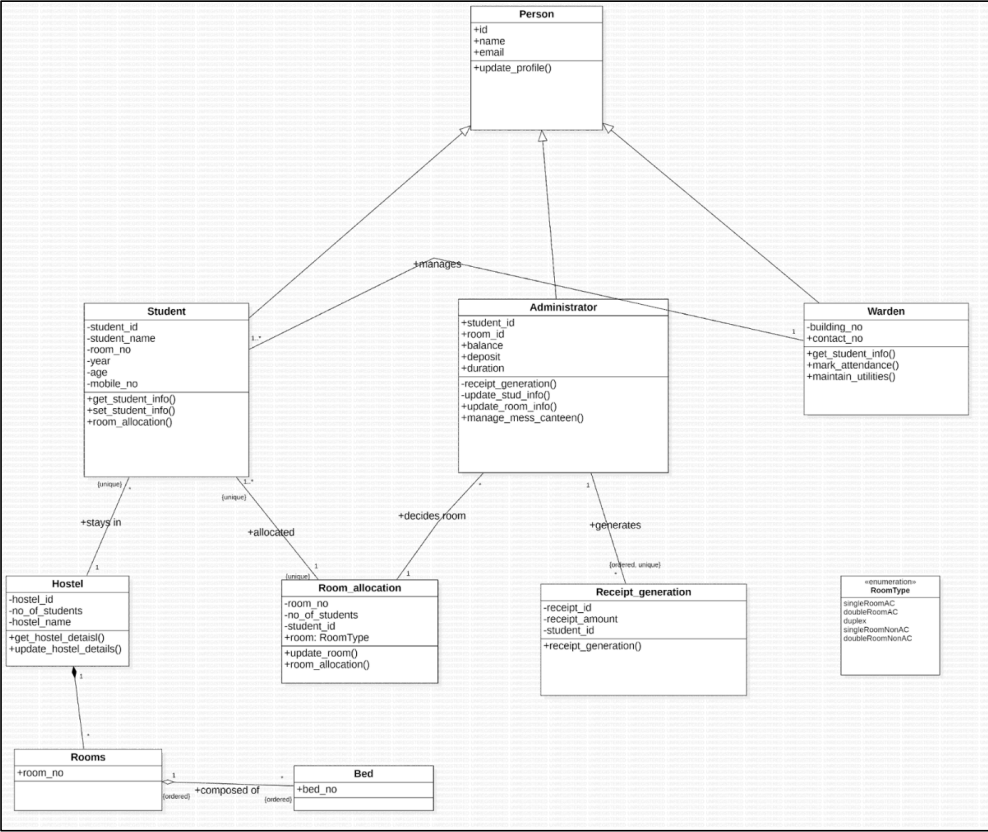 Person
+id
+name
+email
+update_profile()
+manages
Student
-student_id
-student_name
-room_no
-year
-age
-mobile_no
+get_student_info()
+set_student_info()
+room_allocation()
1..*
Administrator
+student_id
+room_id
+balance
+deposit
+duration
-receipt_generation()
-update_stud_info()
+update_room_info()
+manage_mess_canteen()
1
Warden
-building_no
+contact_no
+get_student_info()
+mark_attendance()
+maintain_utilities()
{unique}
*
+stays in
1
1..*
{unique}
+allocated
1
{unique}
*
+decides room
1
1
+generates
{ordered, unique}
*
Hostel
-hostel_id
-no_of_students
-hostel_name
+get_hostel_detaisl()
+update_hostel_details()
Room_allocation
-room_no
-no_of_students
-student_id
+room: RoomType
+update_room()
+room_allocation()
Receipt_generation
-receipt_id
-receipt_amount
-student_id
+receipt_generation()
«enumeration»
RoomType
singleRoomAC
doubleRoomAC
duplex
singleRoomNonAC
doubleRoomNonAC
1
*
Rooms
+room_no
1
{ordered}
+composed of
*
{ordered}
Bed
+bed_no